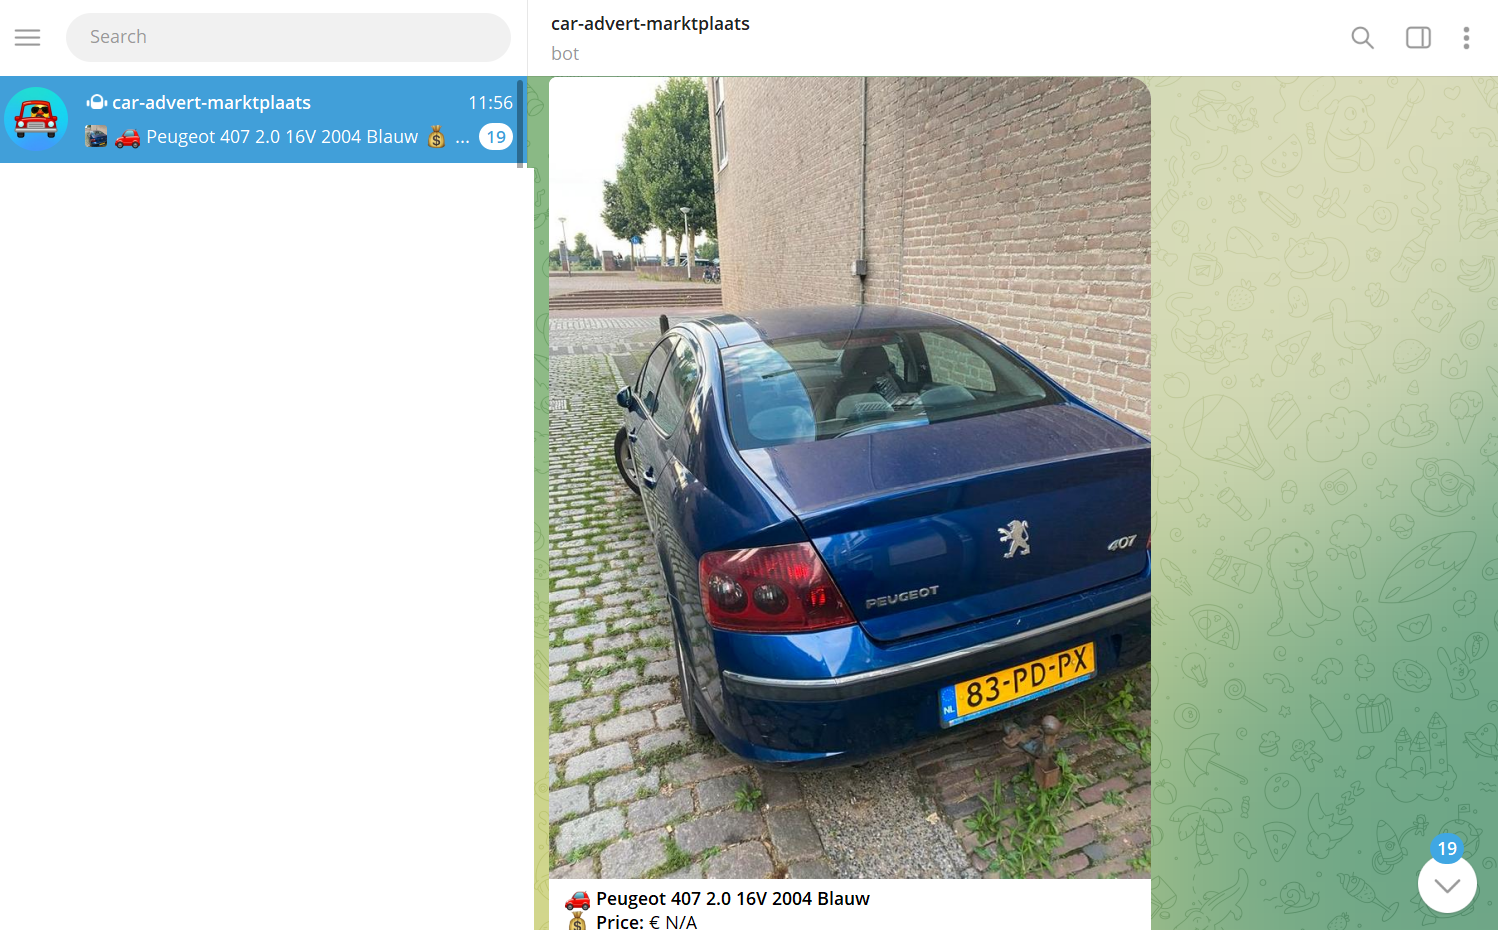 Search
car-advert-marktplaats
bot
car-advert-marktplaats 11:56
🚗 Peugeot 407 2.0 16V 2004 Blauw 💰 ... 19
407
PEUGEOT
NL 83-PD-PX
19
🚗 Peugeot 407 2.0 16V 2004 Blauw
💰 Price: € N/A